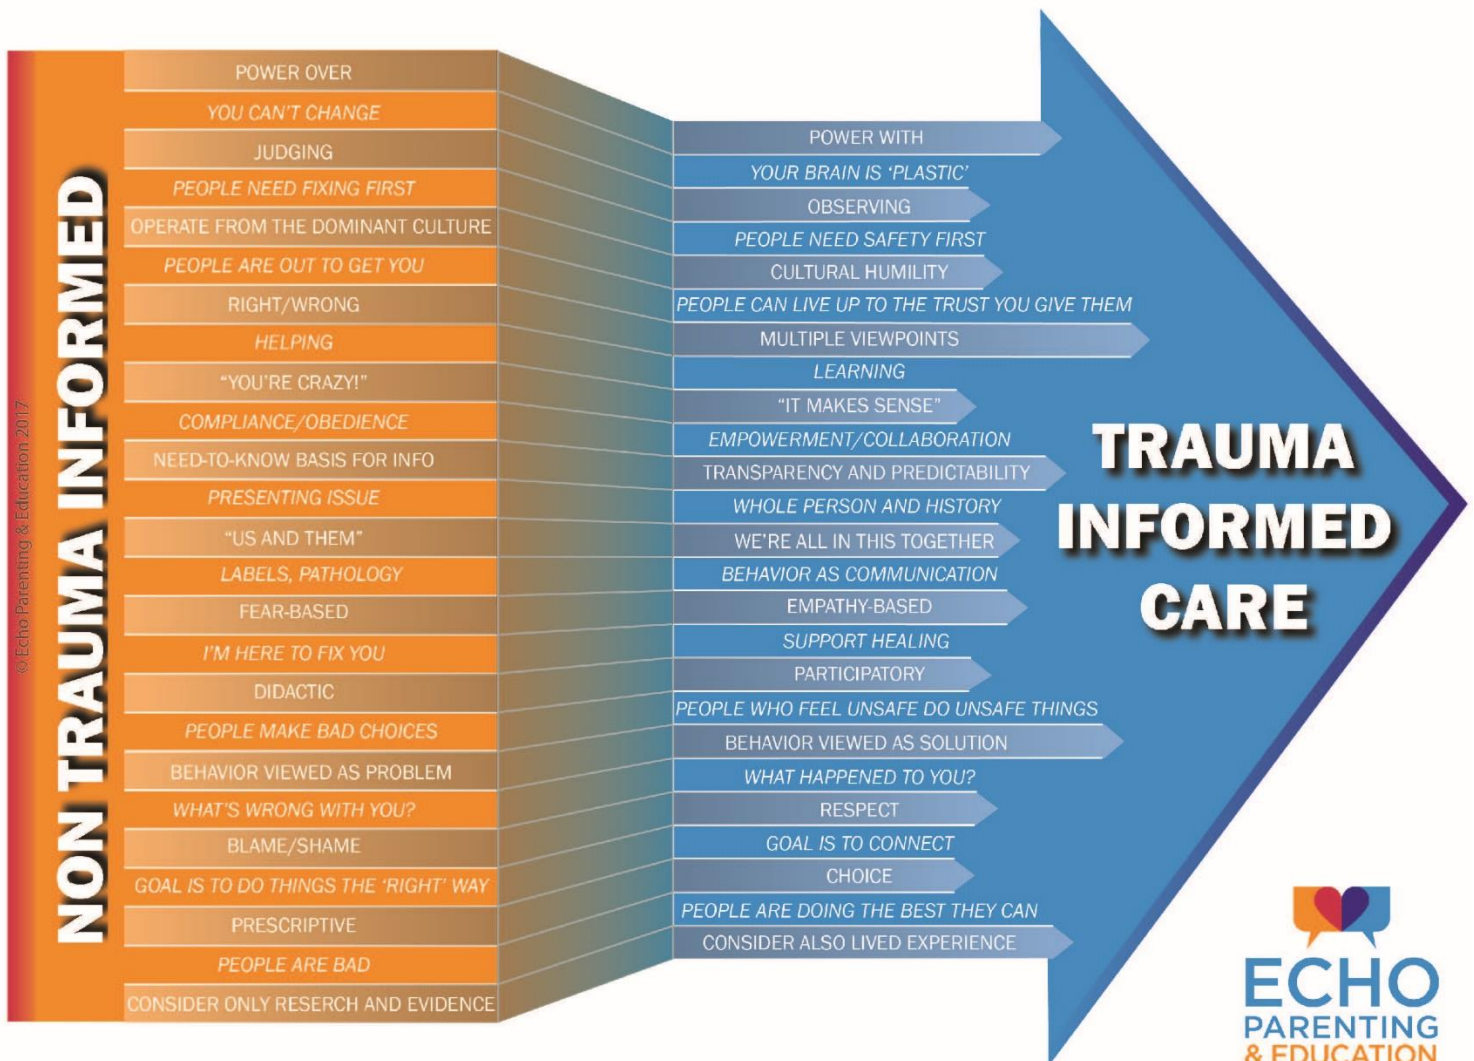 © Echo Parenting & Education 2017
NON TRAUMA INFORMED
POWER OVER
YOU CAN'T CHANGE
JUDGING
PEOPLE NEED FIXING FIRST
OPERATE FROM THE DOMINANT CULTURE
PEOPLE ARE OUT TO GET YOU
RIGHT/WRONG
HELPING
“YOU'RE CRAZY!”
COMPLIANCE/OBEDIENCE
NEED-TO-KNOW BASIS FOR INFO
PRESENTING ISSUE
“US AND THEM”
LABELS, PATHOLOGY
FEAR-BASED
I'M HERE TO FIX YOU
DIDACTIC
PEOPLE MAKE BAD CHOICES
BEHAVIOR VIEWED AS PROBLEM
WHAT'S WRONG WITH YOU?
BLAME/SHAME
GOAL IS TO DO THINGS THE ‘RIGHT’ WAY
PRESCRIPTIVE
PEOPLE ARE BAD
CONSIDER ONLY RESERCH AND EVIDENCE
POWER WITH
YOUR BRAIN IS ‘PLASTIC’
OBSERVING
PEOPLE NEED SAFETY FIRST
CULTURAL HUMILITY
PEOPLE CAN LIVE UP TO THE TRUST YOU GIVE THEM
MULTIPLE VIEWPOINTS
LEARNING
“IT MAKES SENSE”
EMPOWERMENT/COLLABORATION
TRANSPARENCY AND PREDICTABILITY
WHOLE PERSON AND HISTORY
WE'RE ALL IN THIS TOGETHER
BEHAVIOR AS COMMUNICATION
EMPATHY-BASED
SUPPORT HEALING
PARTICIPATORY
PEOPLE WHO FEEL UNSAFE DO UNSAFE THINGS
BEHAVIOR VIEWED AS SOLUTION
WHAT HAPPENED TO YOU?
RESPECT
GOAL IS TO CONNECT
CHOICE
PEOPLE ARE DOING THE BEST THEY CAN
CONSIDER ALSO LIVED EXPERIENCE
TRAUMA
INFORMED
CARE
ECHO
PARENTING
& EDUCATION